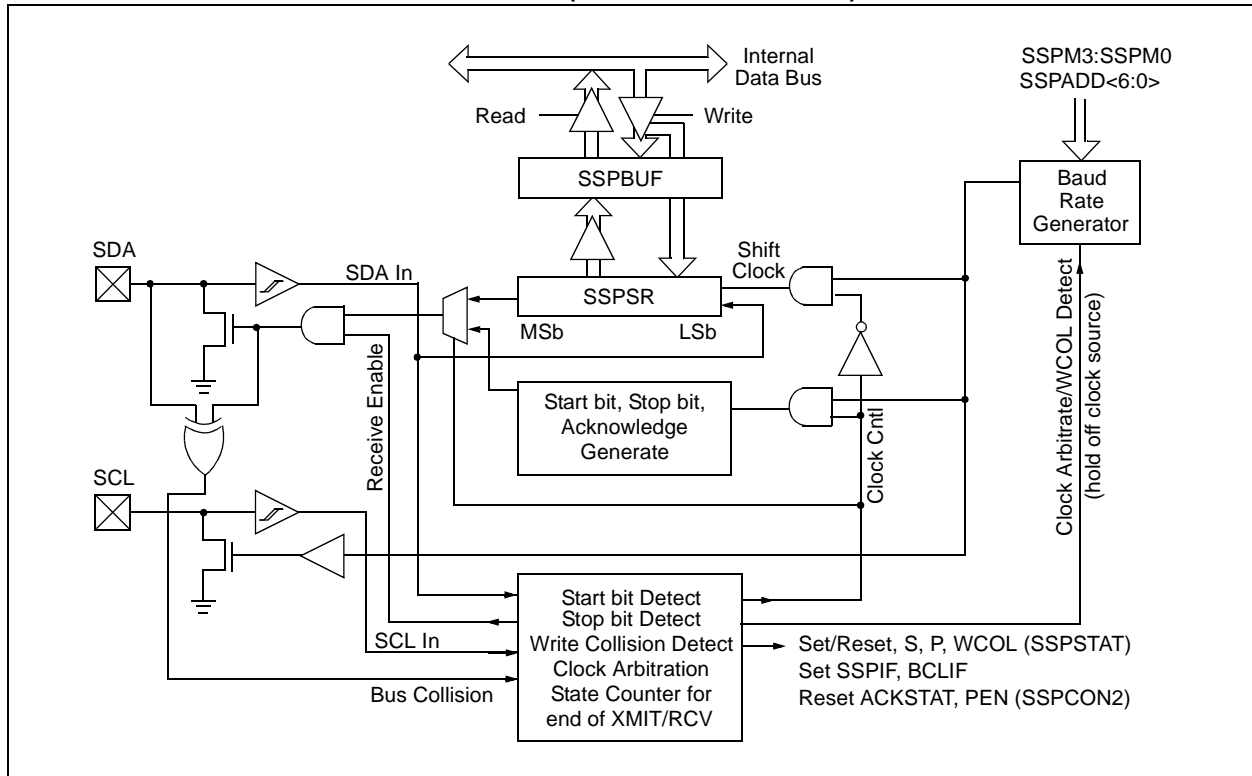 Internal
Data Bus
SSPM3:SSPM0
SSPADD<6:0>
Read
Write
SSPBUF
Baud
Rate
Generator
SDA
SDA In
Shift
Clock
SSPSR
MSb
LSb
Receive Enable
Start bit, Stop bit,
Acknowledge
Generate
Clock Cntl
Clock Arbitrate/WCOL Detect
(hold off clock source)
SCL
SCL In
Bus Collision
Start bit Detect
Stop bit Detect
Write Collision Detect
Clock Arbitration
State Counter for
end of XMIT/RCV
Set/Reset, S, P, WCOL (SSPSTAT)
Set SSPIF, BCLIF
Reset ACKSTAT, PEN (SSPCON2)